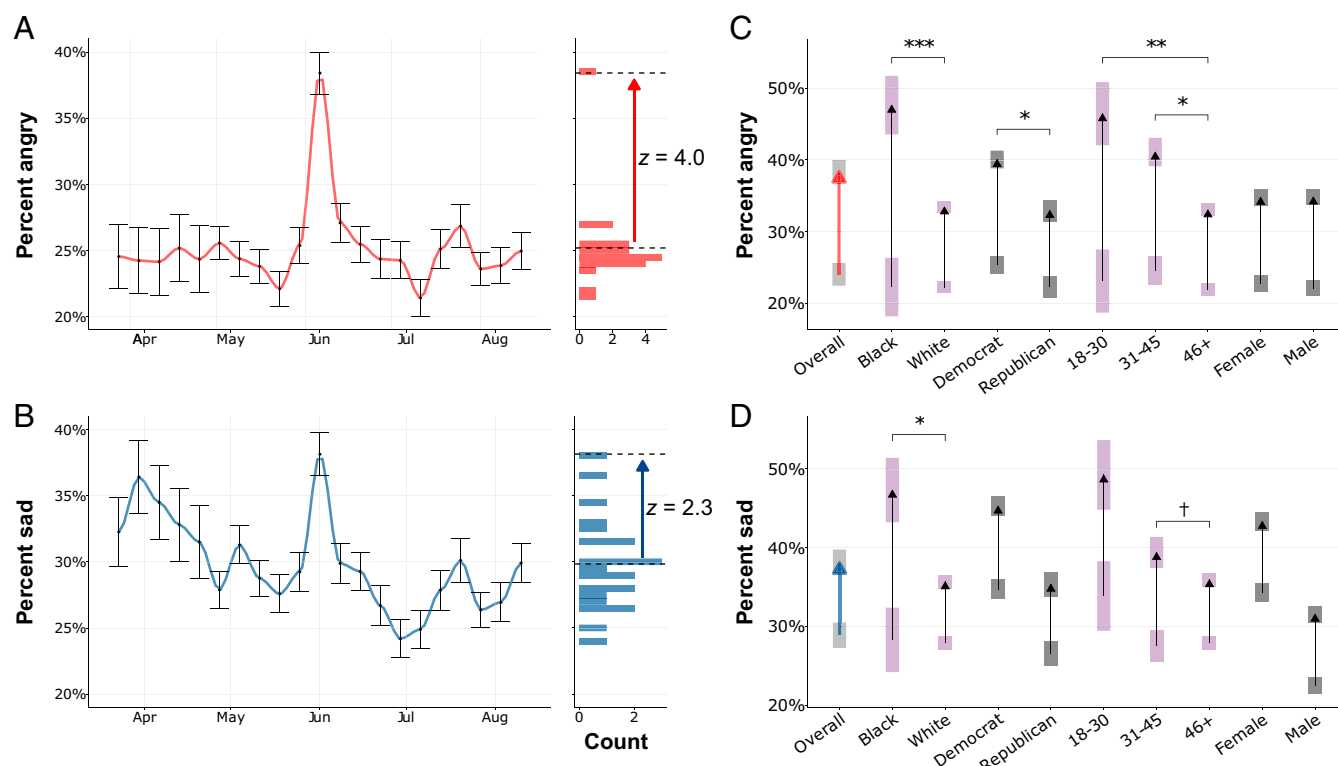 A
Percent angry
40%
35%
30%
25%
20%
Apr May Jun Jul Aug
z = 4.0
0 2 4
B
Percent sad
40%
35%
30%
25%
20%
Apr May Jun Jul Aug
z = 2.3
0 2
Count
C
Percent angry
50%
40%
30%
20%
*** ** * *
Overall Black White Democrat Republican 18-30 31-45 46+ Female Male
D
Percent sad
50%
40%
30%
20%
* †
Overall Black White Democrat Republican 18-30 31-45 46+ Female Male